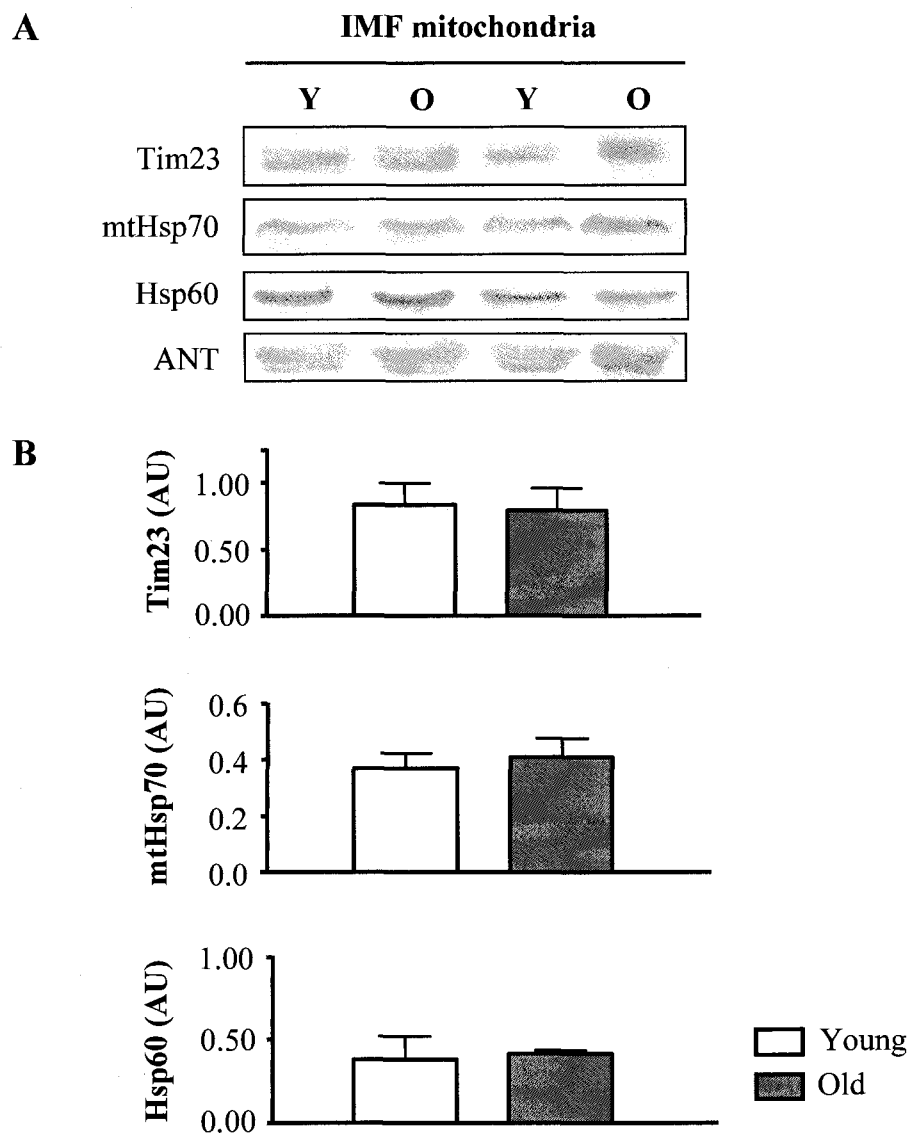 A
IMF mitochondria
Y O Y O
Tim23
mtHsp70
Hsp60
ANT
B
Tim23 (AU)
1.00
0.50
0.00
mtHsp70 (AU)
0.6
0.4
0.2
0.0
Hsp60 (AU)
1.00
0.50
0.00
Young
Old